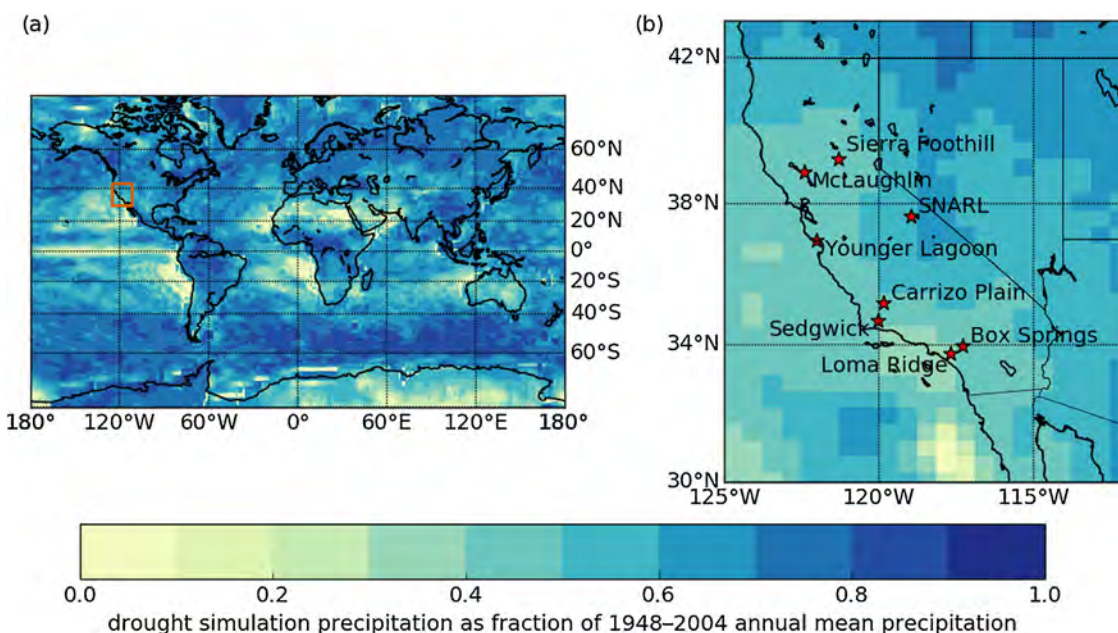 (a)
60°N
40°N
20°N
0°
20°S
40°S
60°S
180° 120°W 60°W 0° 60°E 120°E 180°
(b)
42°N
38°N
34°N
30°N
125°W 120°W 115°W
Sierra Foothill
McLaughlin
SNARL
Younger Lagoon
Carrizo Plain
Sedgwick
Box Springs
Loma Ridge
0.0 0.2 0.4 0.6 0.8 1.0
drought simulation precipitation as fraction of 1948–2004 annual mean precipitation